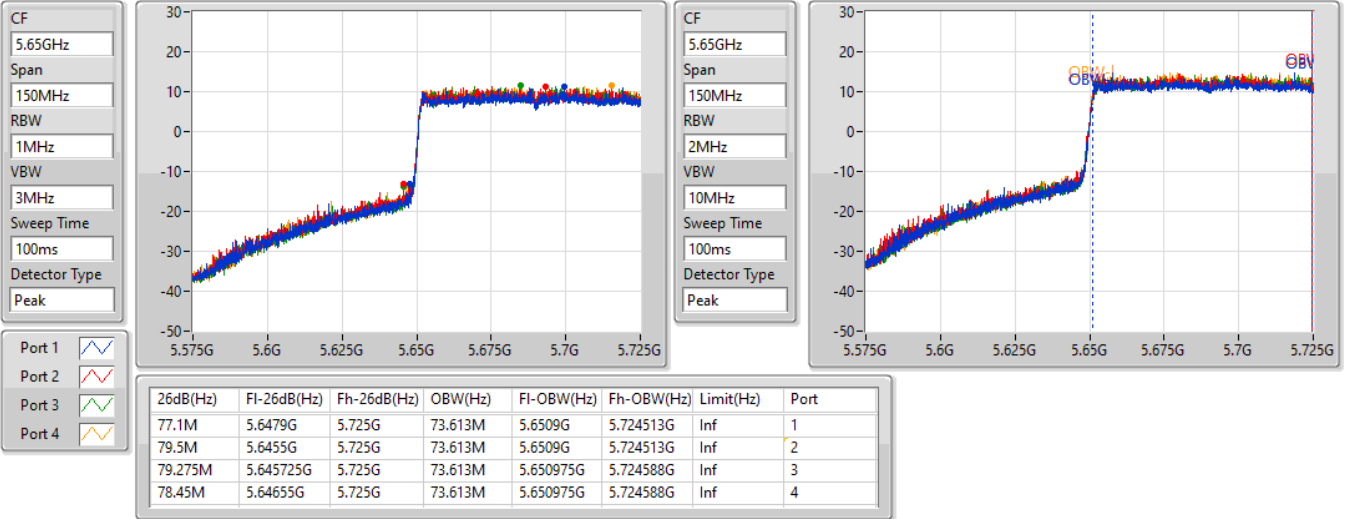 CF
5.65GHz
Span
150MHz
RBW
1MHz
VBW
3MHz
Sweep Time
100ms
Detector Type
Peak
30
20
10
0
-10
-20
-30
-40
-50
5.575G 5.6G 5.625G 5.65G 5.675G 5.7G 5.725G
CF
5.65GHz
Span
150MHz
RBW
2MHz
VBW
10MHz
Sweep Time
100ms
Detector Type
Peak
30
20
10
0
-10
-20
-30
-40
-50
5.575G 5.6G 5.625G 5.65G 5.675G 5.7G 5.725G
Port 1
Port 2
Port 3
Port 4
26dB(Hz) Fl-26dB(Hz) Fh-26dB(Hz) OBW(Hz) Fl-OBW(Hz) Fh-OBW(Hz) Limit(Hz) Port
77.1M 5.6479G 5.725G 73.613M 5.6509G 5.724513G Inf 1
79.5M 5.6455G 5.725G 73.613M 5.6509G 5.724513G Inf 2
79.275M 5.645725G 5.725G 73.613M 5.650975G 5.724588G Inf 3
78.45M 5.64655G 5.725G 73.613M 5.650975G 5.724588G Inf 4